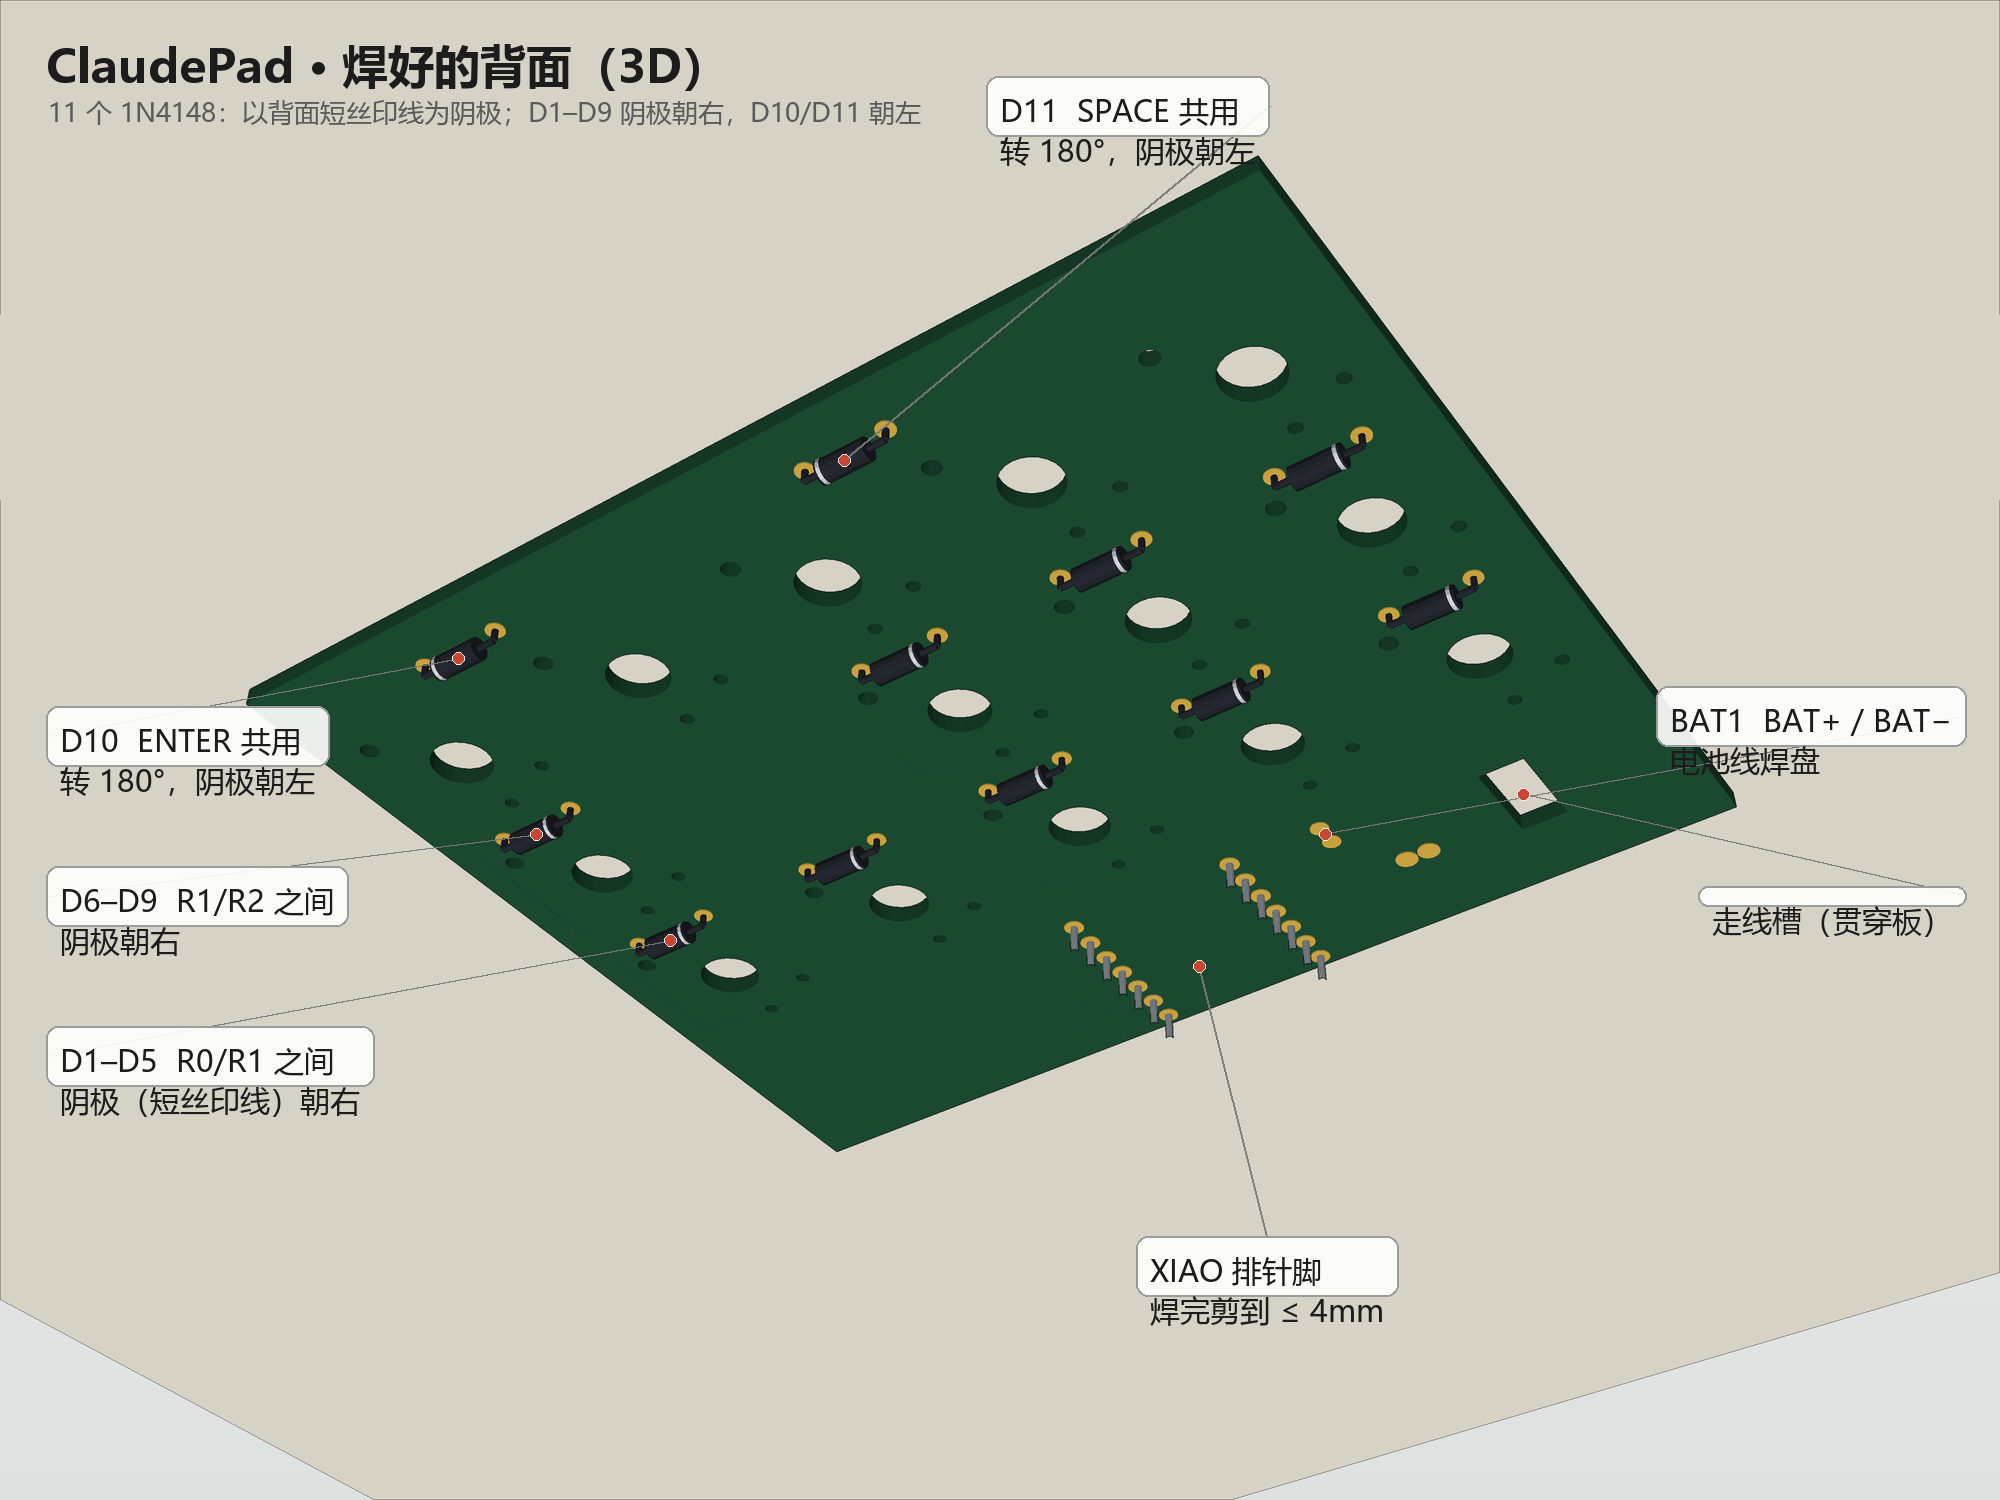 ClaudePad · 焊好的背面（3D）
11 个 1N4148：以背面短丝印线为阴极；D1–D9 阴极朝右，D10/D11 朝左
D11 SPACE 共用
转 180°，阴极朝左
BAT1 BAT+ / BAT−
电池线焊盘
D10 ENTER 共用
转 180°，阴极朝左
D6–D9 R1/R2 之间
阴极朝右
走线槽（贯穿板）
D1–D5 R0/R1 之间
阴极（短丝印线）朝右
XIAO 排针脚
焊完剪到 ≤ 4mm